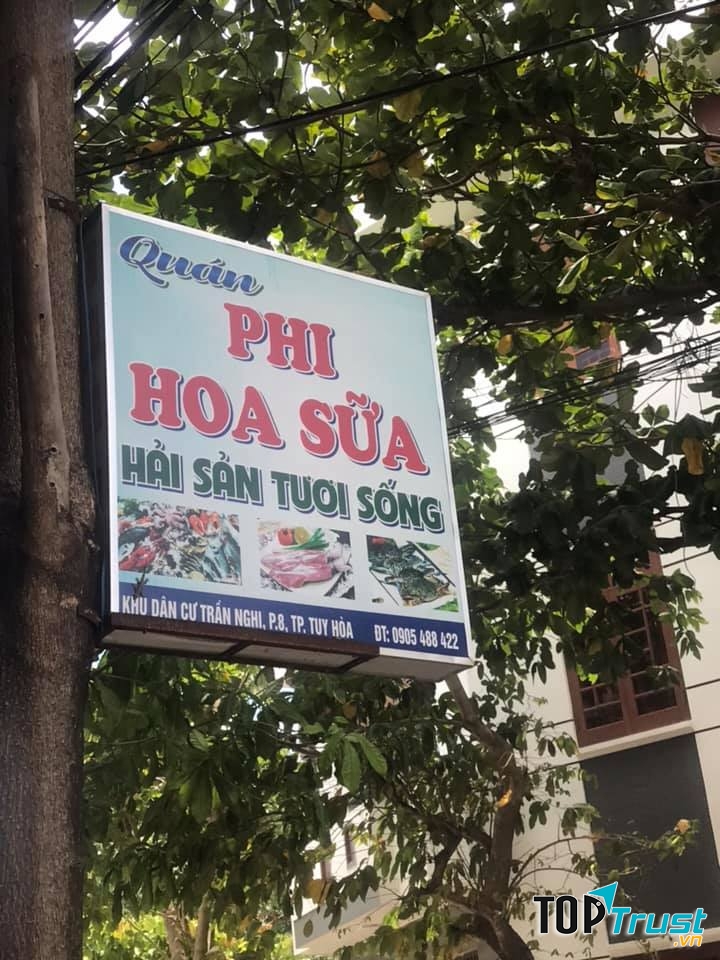 Quán
PHI
HOA SỮA
HẢI SẢN TƯƠI SỐNG
KHU DÂN CƯ TRẦN NGHI, P.8, TP. TUY HÒA ĐT: 0905 488 422
TOPTrust
.vn